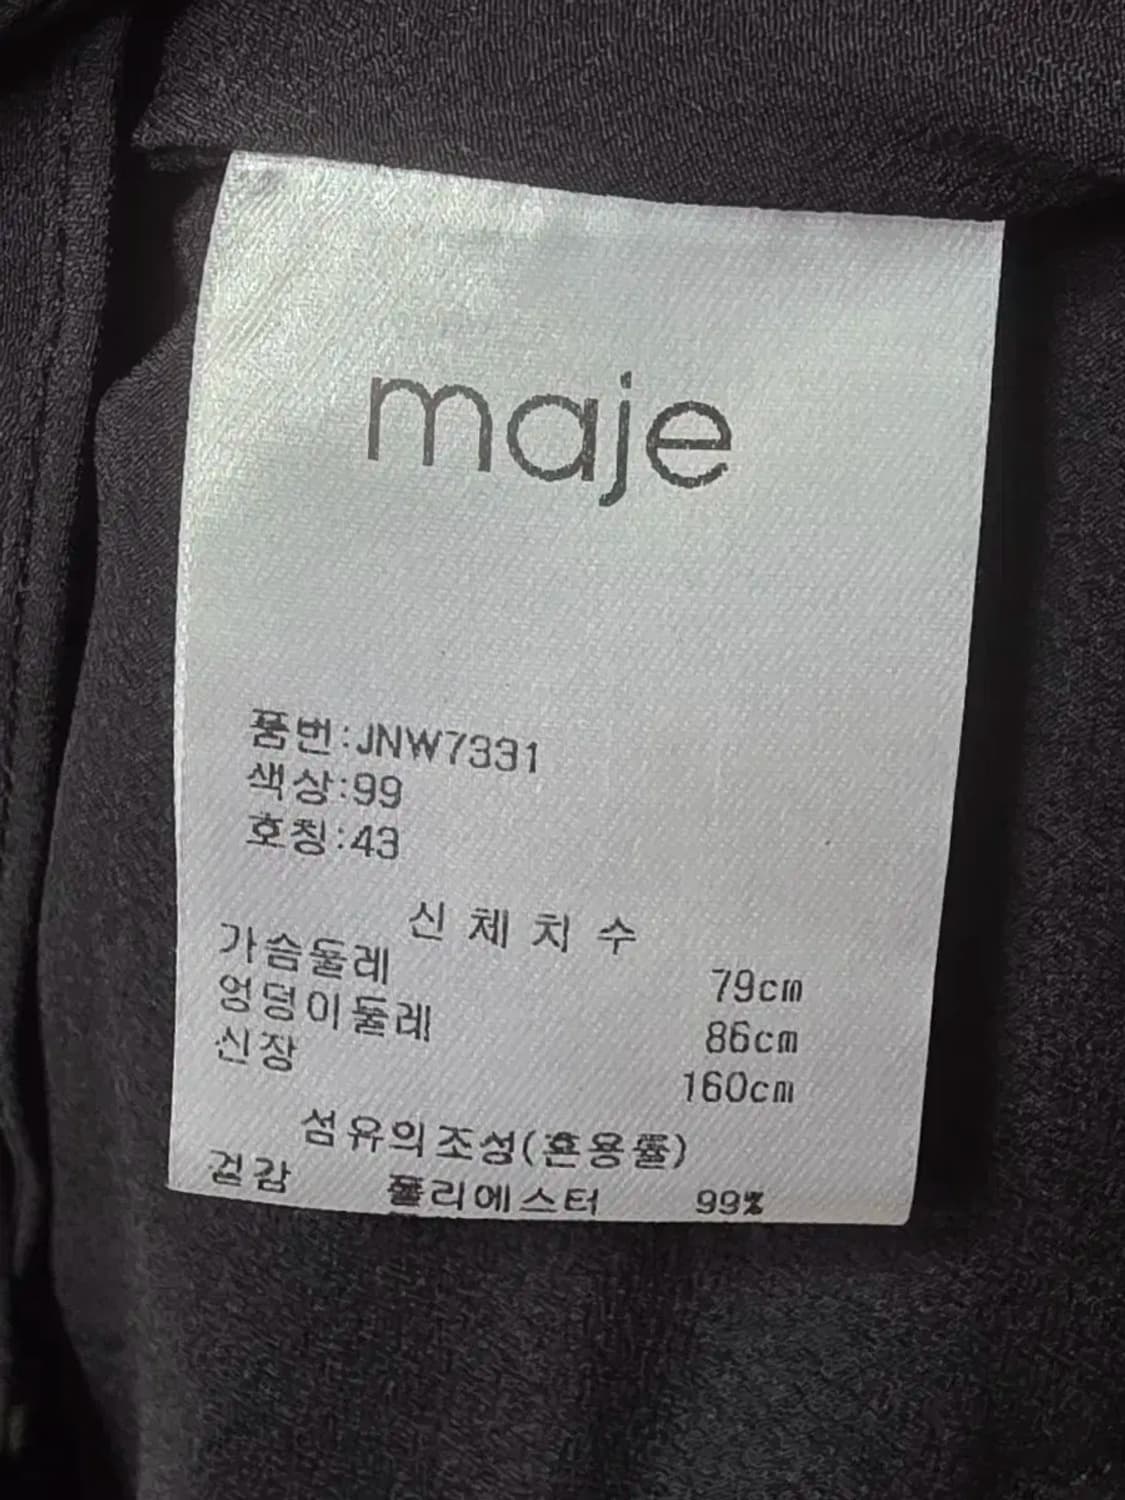 maje
품번:JNW7331
색상:99
호칭:43
신 체 치 수
가슴둘레 79cm
엉덩이둘레 86cm
신장 160cm
섬유의조성(혼용률)
겉감 폴리에스터 99%